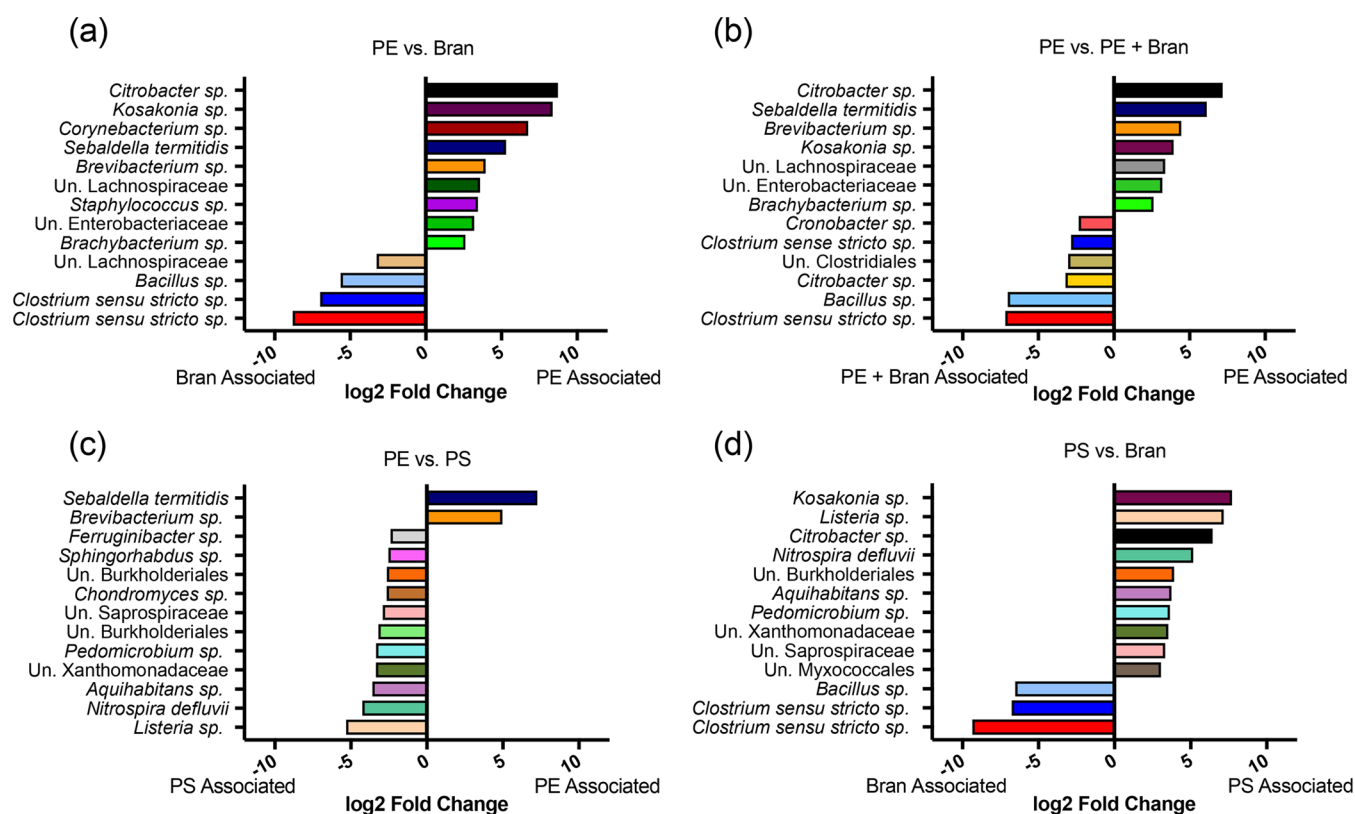 (a)
PE vs. Bran
Citrobacter sp.
Kosakonia sp.
Corynebacterium sp.
Sebaldella termitidis
Brevibacterium sp.
Un. Lachnospiraceae
Staphylococcus sp.
Un. Enterobacteriaceae
Brachybacterium sp.
Un. Lachnospiraceae
Bacillus sp.
Clostrium sensu stricto sp.
Clostrium sensu stricto sp.
-10 -5 0 5 10
Bran Associated PE Associated
log2 Fold Change
(b)
PE vs. PE + Bran
Citrobacter sp.
Sebaldella termitidis
Brevibacterium sp.
Kosakonia sp.
Un. Lachnospiraceae
Un. Enterobacteriaceae
Brachybacterium sp.
Cronobacter sp.
Clostrium sense stricto sp.
Un. Clostridiales
Citrobacter sp.
Bacillus sp.
Clostrium sensu stricto sp.
-10 -5 0 5 10
PE + Bran Associated PE Associated
log2 Fold Change
(c)
PE vs. PS
Sebaldella termitidis
Brevibacterium sp.
Ferruginibacter sp.
Sphingorhabdus sp.
Un. Burkholderiales
Chondromyces sp.
Un. Saprospiraceae
Un. Burkholderiales
Pedomicrobium sp.
Un. Xanthomonadaceae
Aquihabitans sp.
Nitrospira defluvii
Listeria sp.
-10 -5 0 5 10
PS Associated PE Associated
log2 Fold Change
(d)
PS vs. Bran
Kosakonia sp.
Listeria sp.
Citrobacter sp.
Nitrospira defluvii
Un. Burkholderiales
Aquihabitans sp.
Pedomicrobium sp.
Un. Xanthomonadaceae
Un. Saprospiraceae
Un. Myxococcales
Bacillus sp.
Clostrium sensu stricto sp.
Clostrium sensu stricto sp.
-10 -5 0 5 10
Bran Associated PS Associated
log2 Fold Change